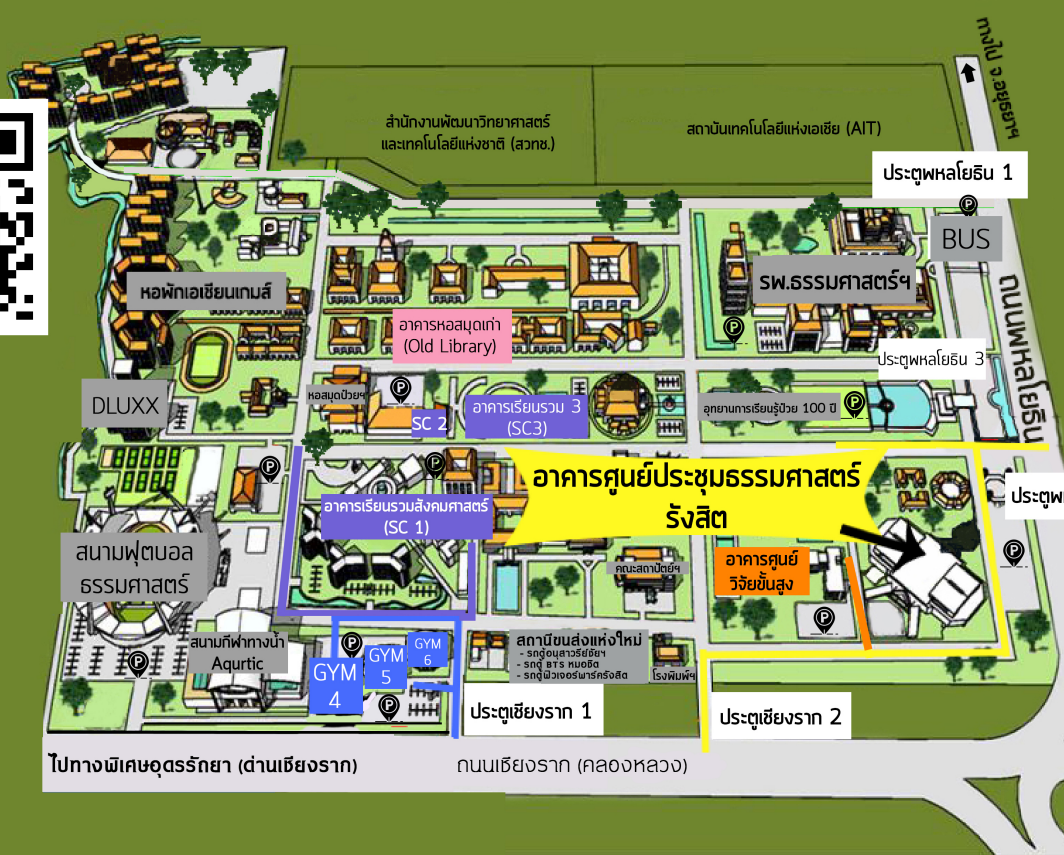 ทางไป จ.อยุธยาฯ
สำนักงานพัฒนาวิทยาศาสตร์
และเทคโนโลยีแห่งชาติ (สวทช.)
สถาบันเทคโนโลยีแห่งเอเชีย (AIT)
ประตูพหลโยธิน 1
P
BUS
หอพักเอเชียนเกมส์
รพ.ธรรมศาสตร์ฯ
ถนนพหลโยธิน
อาคารหอสมุดเก่า
(Old Library)
P
ประตูพหลโยธิน 3
DLUXX
หอสมุดป๋วยฯ
P
SC 2
อาคารเรียนรวม 3
(SC3)
อุทยานการเรียนรู้ป๋วย 100 ปี
P
P
P
อาคารศูนย์ประชุมธรรมศาสตร์
รังสิต
อาคารเรียนรวมสังคมศาสตร์
(SC 1)
ประตูพ
สนามฟุตบอล
ธรรมศาสตร์
คณะสถาปัตย์ฯ
อาคารศูนย์
วิจัยขั้นสูง
P
P
สนามกีฬาทางน้ำ
Aqurtic
P
P
GYM
4
GYM
5
GYM
6
P
สถานีขนส่งแห่งใหม่
- รถตู้อนุสาวรีย์ชัยฯ
- รถตู้ BTS หมอชิต
- รถตู้ฟิวเจอร์พาร์ครังสิต
โรงพิมพ์ฯ
ประตูเชียงราก 1
ประตูเชียงราก 2
ไปทางพิเศษอุดรรัถยา (ด่านเชียงราก)
ถนนเชียงราก (คลองหลวง)